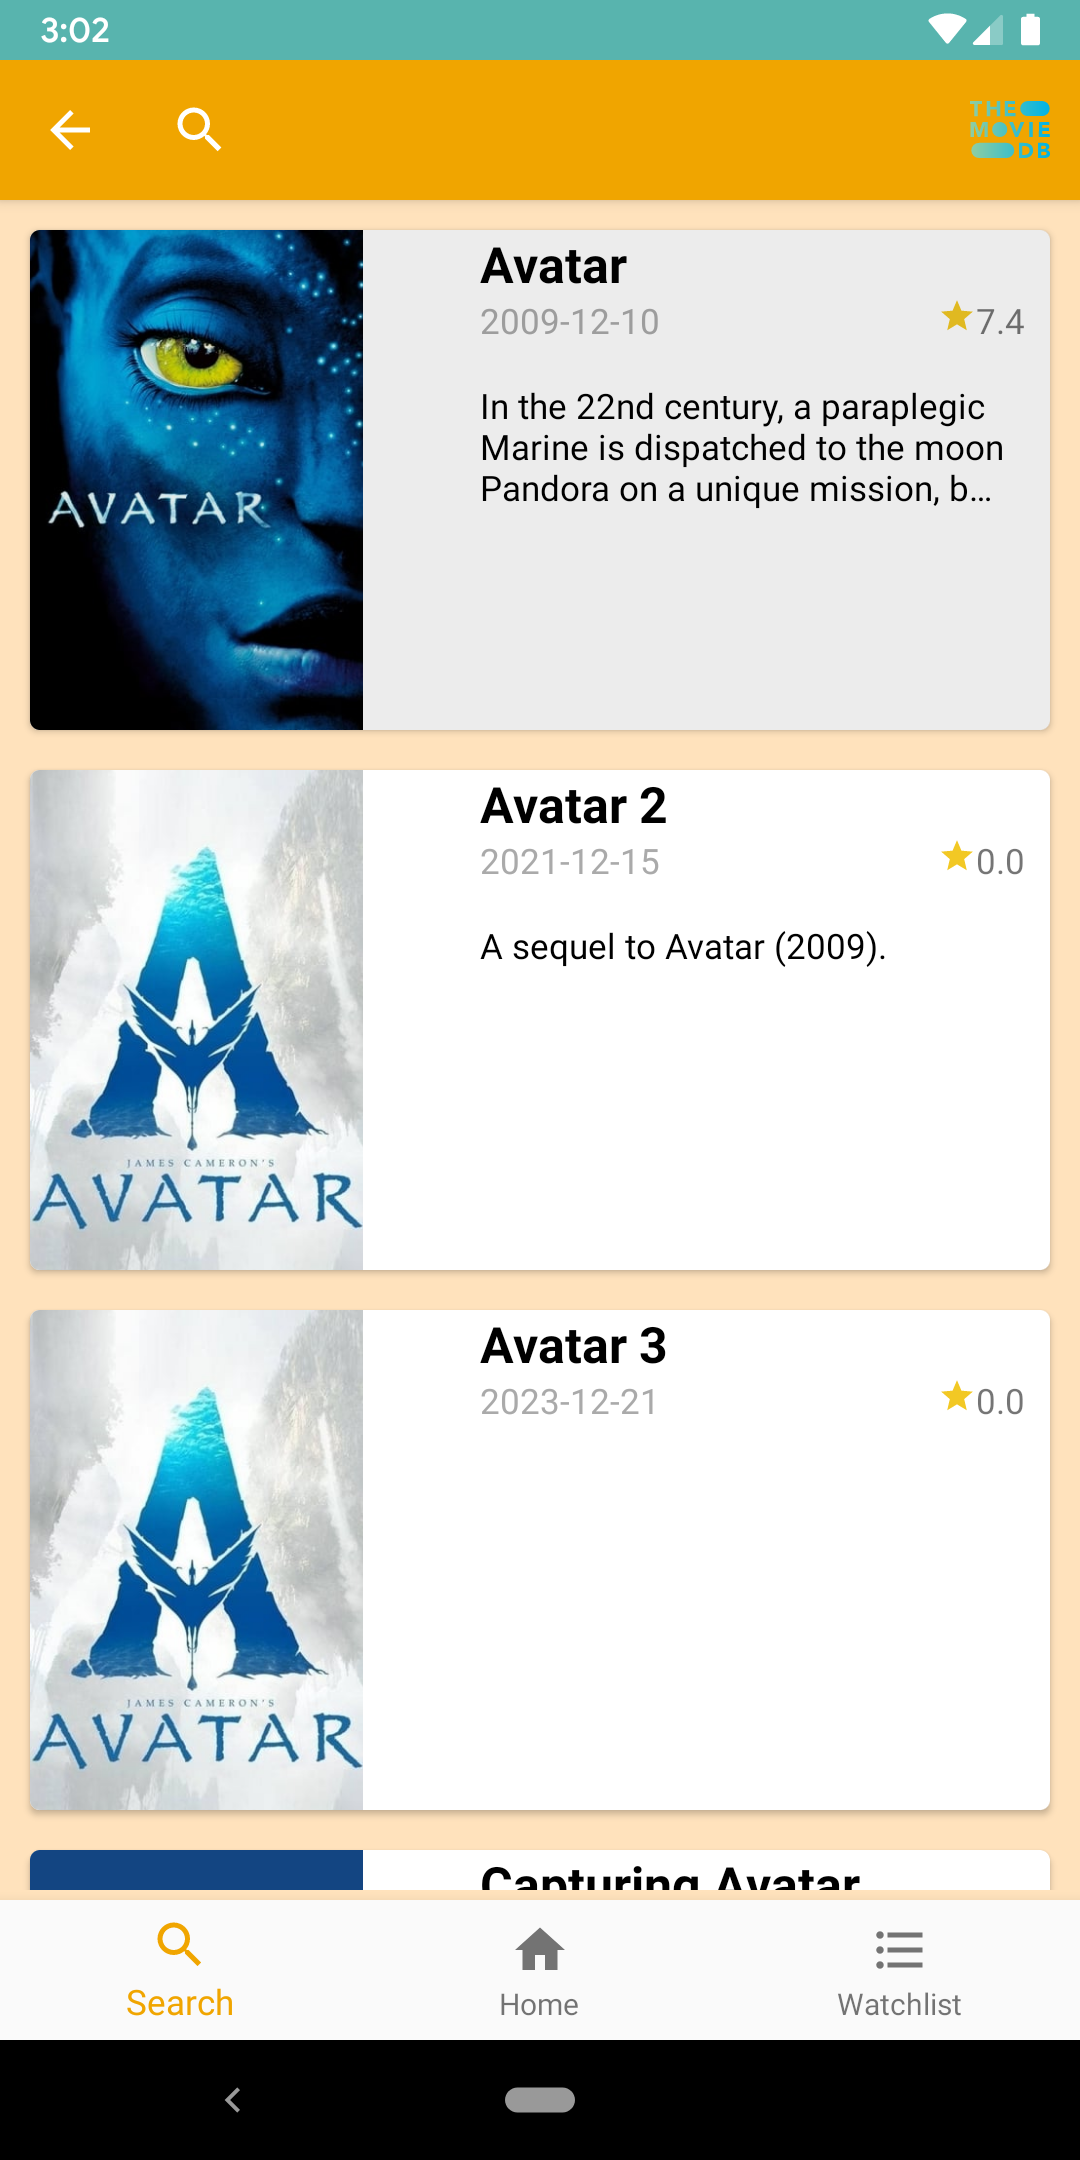 3:02
THE
MOVIE
DB
Avatar
2009-12-10
7.4
In the 22nd century, a paraplegic
Marine is dispatched to the moon
Pandora on a unique mission, b…
AVATAR
Avatar 2
2021-12-15
0.0
A sequel to Avatar (2009).
JAMES CAMERON'S
AVATAR
Avatar 3
2023-12-21
0.0
JAMES CAMERON'S
AVATAR
Capturing Avatar
Search
Home
Watchlist